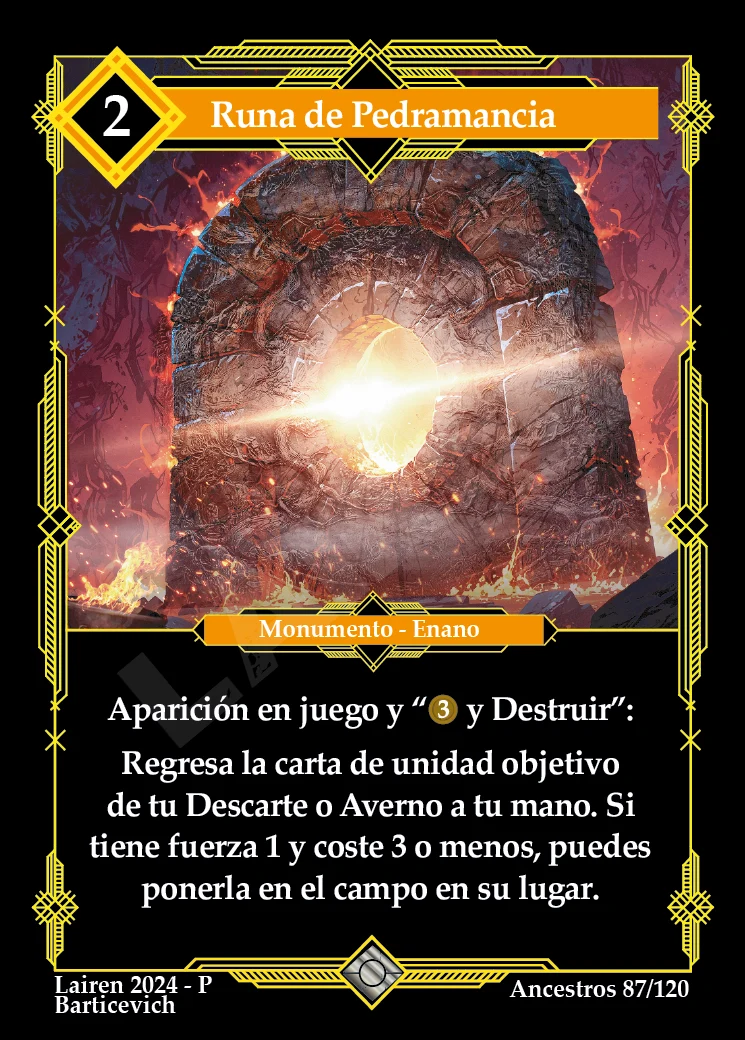 2
Runa de Pedramancia
Monumento - Enano
Aparición en juego y “3 y Destruir”:
Regresa la carta de unidad objetivo
de tu Descarte o Averno a tu mano. Si
tiene fuerza 1 y coste 3 o menos, puedes
ponerla en el campo en su lugar.
Lairen 2024 - P
Barticevich
Ancestros 87/120